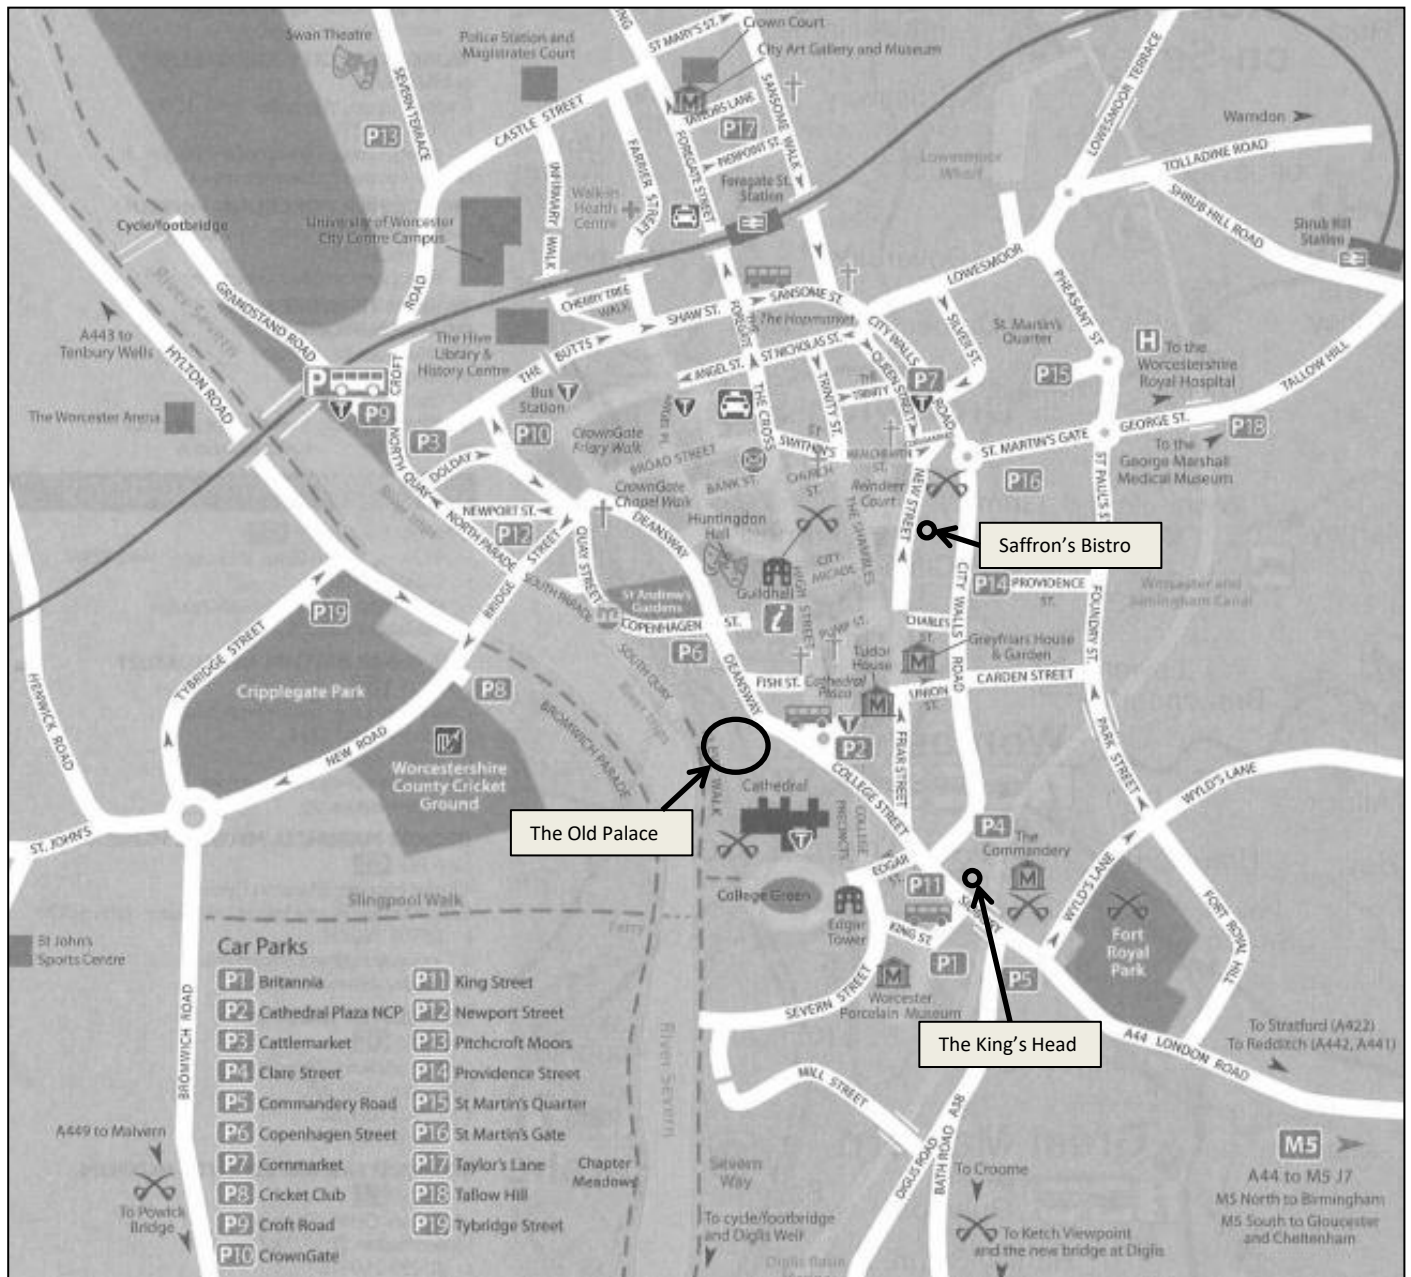 Swan Theatre
Police Station and
Magistrates Court
ST MARY'S ST.
Crown Court
City Art Gallery and Museum
SEVERN TERRACE
P13
CASTLE STREET
TAYLORS LANE
P17
PIERPOINT ST.
SANSOME WALK
LOWESMOOR TERRACE
Warndon
TOLLADINE ROAD
Lowesmoor
Wharf
SHRUB HILL ROAD
Shrub Hill
Station
INFIRMARY
WALK
FARRIER STREET
FOREGATE STREET
Walk-in
Health
Centre
Foregate St.
Station
Cycle/footbridge
University of Worcester
City Centre Campus
River Severn
GRANDSTAND ROAD
ROAD
CHERRY TREE
WALK
SHAW ST.
SANSOME ST.
LOWESMOOR
PHEASANT ST
A443 to
Tenbury Wells
HYLTON ROAD
The Hive
Library &
History Centre
THE BUTTS
THE FOREGATE
The Hopmarket
ANGEL ST.
ST NICHOLAS ST.
CITY WALLS
ROAD
SILVER ST.
QUEEN STREET
St. Martin's
Quarter
P15
H
To the
Worcestershire
Royal Hospital
TALLOW HILL
P
CROFT
P9
The Worcester Arena
Bus
Station
P10
P3
ANGEL PL
THE CROSS
TRINITY ST.
THE
TRINITY
P7
CORNMARKET
ST. MARTIN'S GATE
GEORGE ST.
P18
To the
George Marshall
Medical Museum
CrownGate
Friary Walk
BROAD STREET
ST
SWITHIN'S
BANK ST.
CHURCH
ST.
MEALCHEAPEN
ST.
Reindeer
Court
NEW STREET
P16
ST PAUL'S S
NORTH QUAY
DOLDAY
CrownGate
Chapel Walk
DEANSWAY
Huntingdon
Hall
THE SHAMBLES
NEWPORT ST.
P12
NORTH PARADE
BRIDGE STREET
QUAY STREET
SOUTH PARADE
St Andrew's
Gardens
COPENHAGEN ST.
Guildhall
CITY
ARCADE
HIGH STREET
PUMP ST.
Saffron's Bistro
CITY WALLS ROAD
P14
PROVIDENCE
ST.
Worcester and
Birmingham Canal
FOUNDRY ST.
CHARLES
ST.
Greyfriars House
& Garden
P19
TYBRIDGE STREET
Cripplegate Park
P8
P6
SOUTH QUAY
DEANSWAY
FISH ST.
Cathedral
Plaza
Tudor
House
UNION
ST.
CARDEN STREET
HENWICK ROAD
NEW ROAD
Worcestershire
County Cricket
Ground
BROMWICH PARADE
P2
FRIAR STREET
PARK STREET
WYLD'S LANE
The Old Palace
WALK
Cathedral
COLLEGE STREET
COLLEGE
PRECINCTS
P4
The
Commandery
ST. JOHN'S
EDGAR
ST.
P11
SIDBURY
WYLD'S LANE
FORT ROYAL HILL
Fort
Royal
Park
College Green
Edgar
Tower
KING ST.
P1
P5
Slingpool Walk
Ferry
St John's
Sports Centre
SEVERN STREET
Worcester
Porcelain Museum
The King's Head
A44 LONDON ROAD
To Stratford (A422)
To Redditch (A442, A441)
BROMWICH ROAD
River Severn
MILL STREET
Car Parks
P1 Britannia
P2 Cathedral Plaza NCP
P3 Cattlemarket
P4 Clare Street
P5 Commandery Road
P6 Copenhagen Street
P7 Cornmarket
P8 Cricket Club
P9 Croft Road
P10 CrownGate
P11 King Street
P12 Newport Street
P13 Pitchcroft Moors
P14 Providence Street
P15 St Martin's Quarter
P16 St Martin's Gate
P17 Taylor's Lane
P18 Tallow Hill
P19 Tybridge Street
A449 to Malvern
To Powick
Bridge
Chapter
Meadows
Severn
Way
To cycle/footbridge
and Diglis Weir
DIGLIS ROAD
BATH ROAD A38
To Croome
To Ketch Viewpoint
and the new bridge at Diglis
M5
A44 to M5 J7
M5 North to Birmingham
M5 South to Gloucester
and Cheltenham